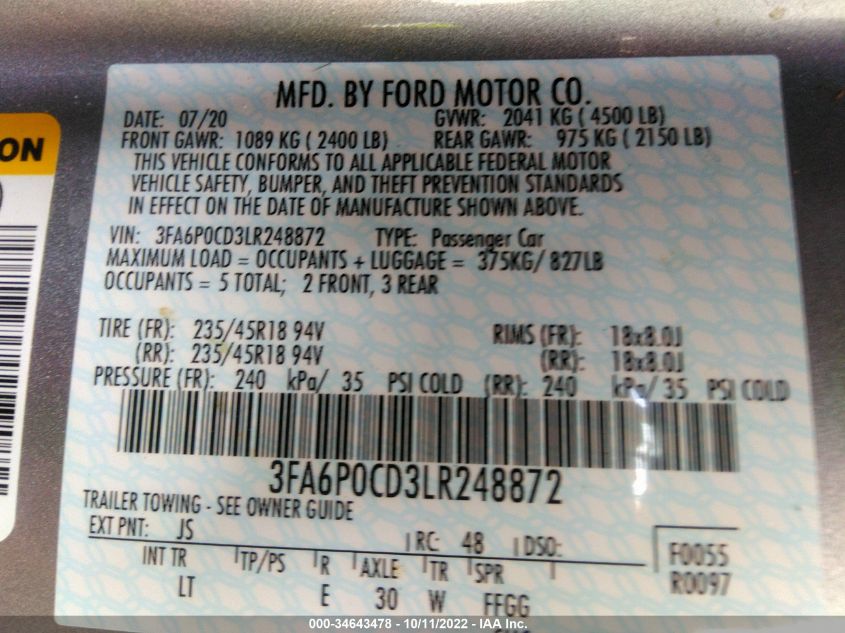 ON
MFD. BY FORD MOTOR CO.
DATE: 07/20 GVWR: 2041 KG ( 4500 LB)
FRONT GAWR: 1089 KG ( 2400 LB) REAR GAWR: 975 KG ( 2150 LB)
THIS VEHICLE CONFORMS TO ALL APPLICABLE FEDERAL MOTOR
VEHICLE SAFETY, BUMPER, AND THEFT PREVENTION STANDARDS
IN EFFECT ON THE DATE OF MANUFACTURE SHOWN ABOVE.
VIN: 3FA6P0CD3LR248872 TYPE: Passenger Car
MAXIMUM LOAD = OCCUPANTS + LUGGAGE = 375KG/ 827LB
OCCUPANTS = 5 TOTAL; 2 FRONT, 3 REAR
TIRE (FR): 235/45R18 94V RIMS (FR): 18x8.0J
(RR): 235/45R18 94V (RR): 18x8.0J
PRESSURE (FR): 240 kPa/ 35 PSI COLD (RR): 240 kPa/ 35 PSI COLD
3FA6P0CD3LR248872
TRAILER TOWING - SEE OWNER GUIDE
EXT PNT: JS RC: 48 DSO: F0055
INT TR TP/PS R AXLE TR SPR R0097
LT E 30 W FFGG
000-34643478 - 10/11/2022 - IAA Inc.